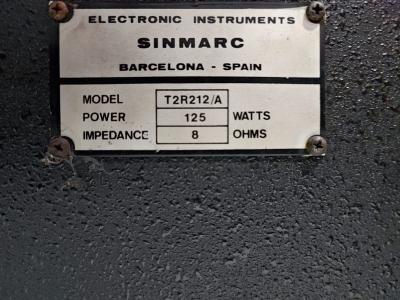 ELECTRONIC INSTRUMENTS
SINMARC
BARCELONA - SPAIN
MODEL T2R212/A
POWER 125 WATTS
IMPEDANCE 8 OHMS